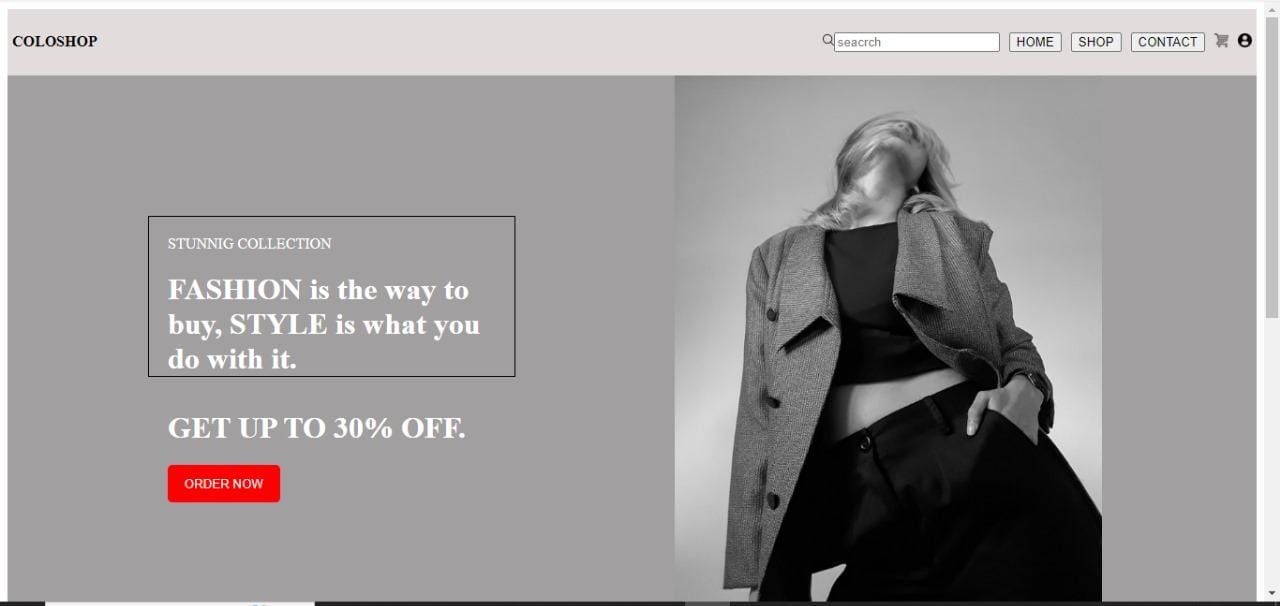 COLOSHOP
seacrch
HOME
SHOP
CONTACT
STUNNIG COLLECTION
FASHION is the way to
buy, STYLE is what you
do with it.
GET UP TO 30% OFF.
ORDER NOW